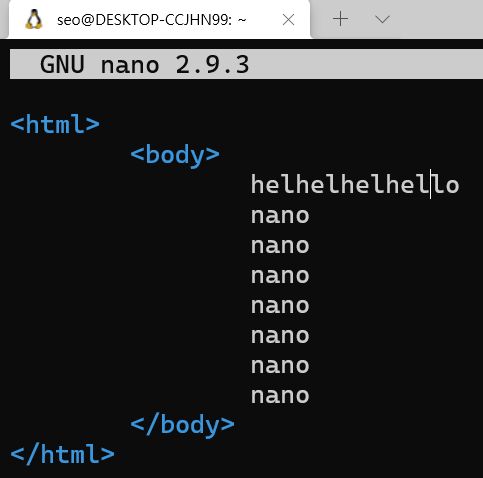 seo@DESKTOP-CCJHN99: ~
GNU nano 2.9.3
<html>
<body>
helhelhelhello
nano
nano
nano
nano
nano
nano
nano
</body>
</html>